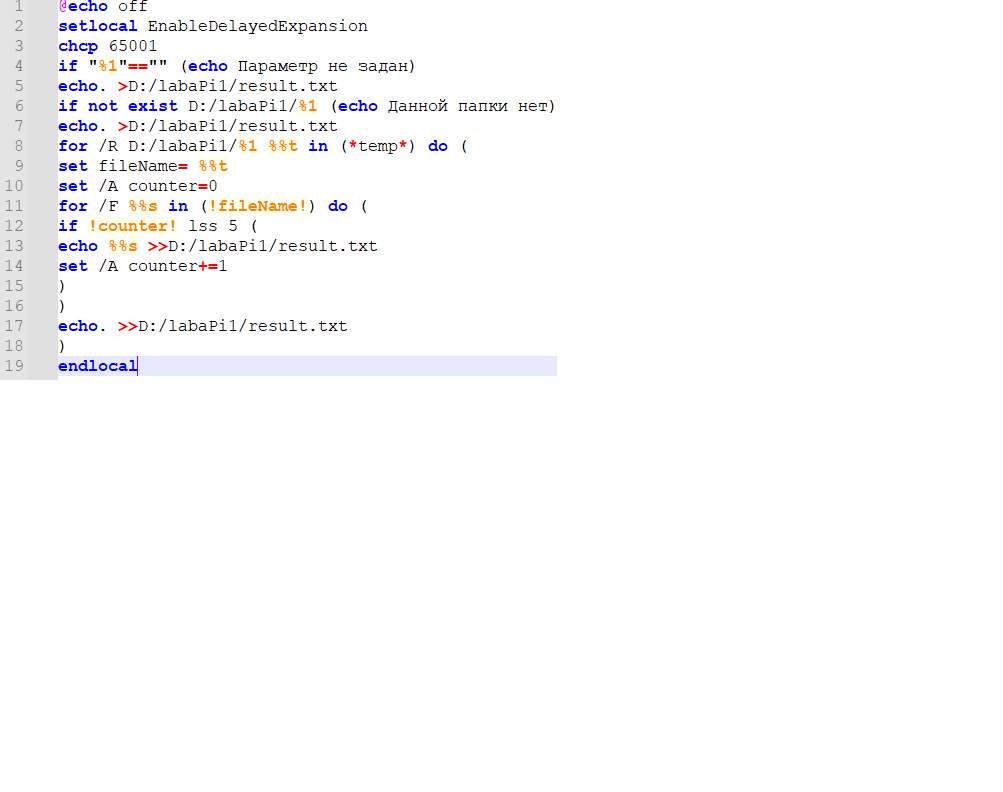 1 @echo off
2 setlocal EnableDelayedExpansion
3 chcp 65001
4 if "%1"=="" (echo Параметр не задан)
5 echo. >D:/labaPi1/result.txt
6 if not exist D:/labaPi1/%1 (echo Данной папки нет)
7 echo. >D:/labaPi1/result.txt
8 for /R D:/labaPi1/%1 %%t in (*temp*) do (
9 set fileName= %%t
10 set /A counter=0
11 for /F %%s in (!fileName!) do (
12 if !counter! lss 5 (
13 echo %%s >>D:/labaPi1/result.txt
14 set /A counter+=1
15 )
16 )
17 echo. >>D:/labaPi1/result.txt
18 )
19 endlocal